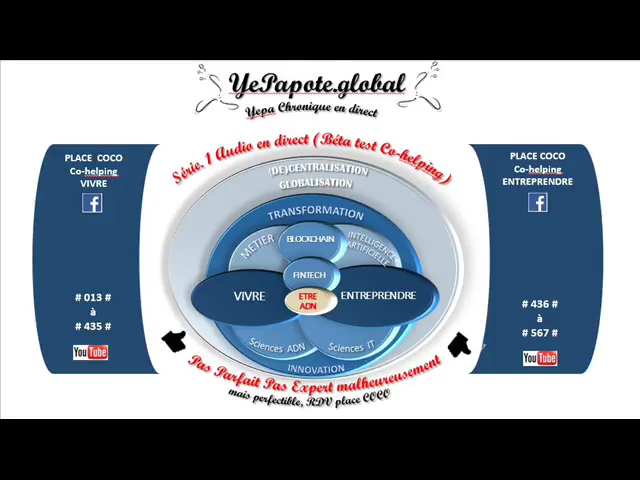 YePapote.global
Yepa Chronique en direct
Série.1 Audio en direct (Béta test Co-helping)
PLACE COCO
Co-helping
VIVRE
# 013 #
à
# 435 #
YouTube
(DE)CENTRALISATION
GLOBALISATION
TRANSFORMATION
METIER
BLOCKCHAIN
INTELLIGENCE
ARTIFICIELLE
FINTECH
VIVRE
ETRE
ADN
ENTREPRENDRE
Sciences ADN
Sciences IT
INNOVATION
PLACE COCO
Co-helping
ENTREPRENDRE
# 436 #
à
# 567 #
YouTube
Pas Parfait Pas Expert malheureusement
mais perfectible, RDV place COCO